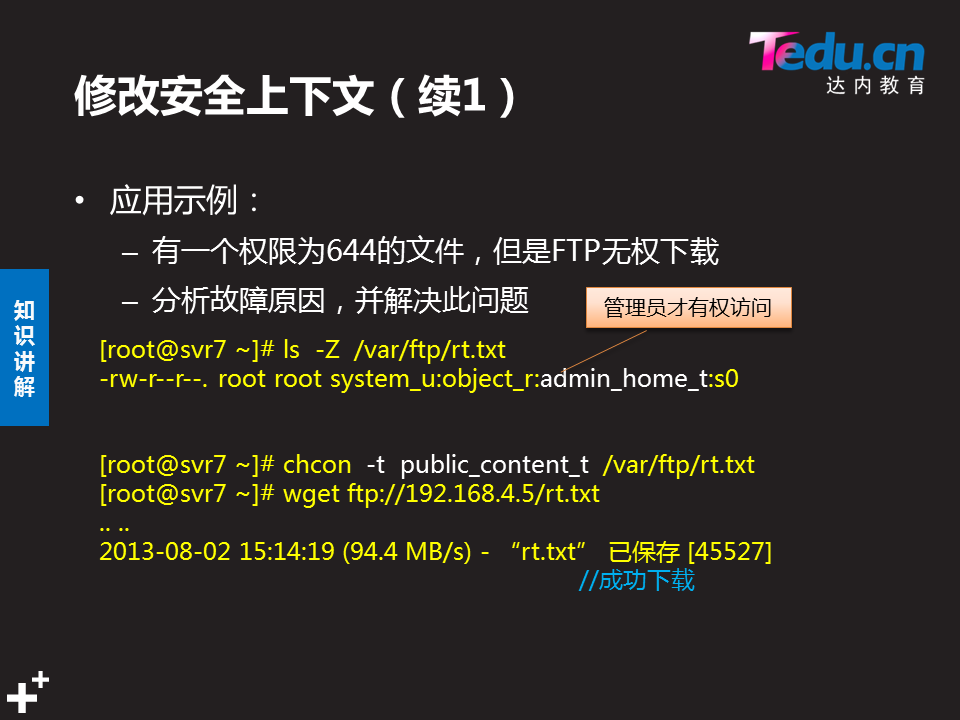 Tedu.cn
达内教育
修改安全上下文（续1）
• 应用示例：
– 有一个权限为644的文件，但是FTP无权下载
– 分析故障原因，并解决此问题
管理员才有权访问
知识讲解
[root@svr7 ~]# ls -Z /var/ftp/rt.txt
-rw-r--r--. root root system_u:object_r:admin_home_t:s0
[root@svr7 ~]# chcon -t public_content_t /var/ftp/rt.txt
[root@svr7 ~]# wget ftp://192.168.4.5/rt.txt
.. ..
2013-08-02 15:14:19 (94.4 MB/s) - “rt.txt” 已保存 [45527]
//成功下载